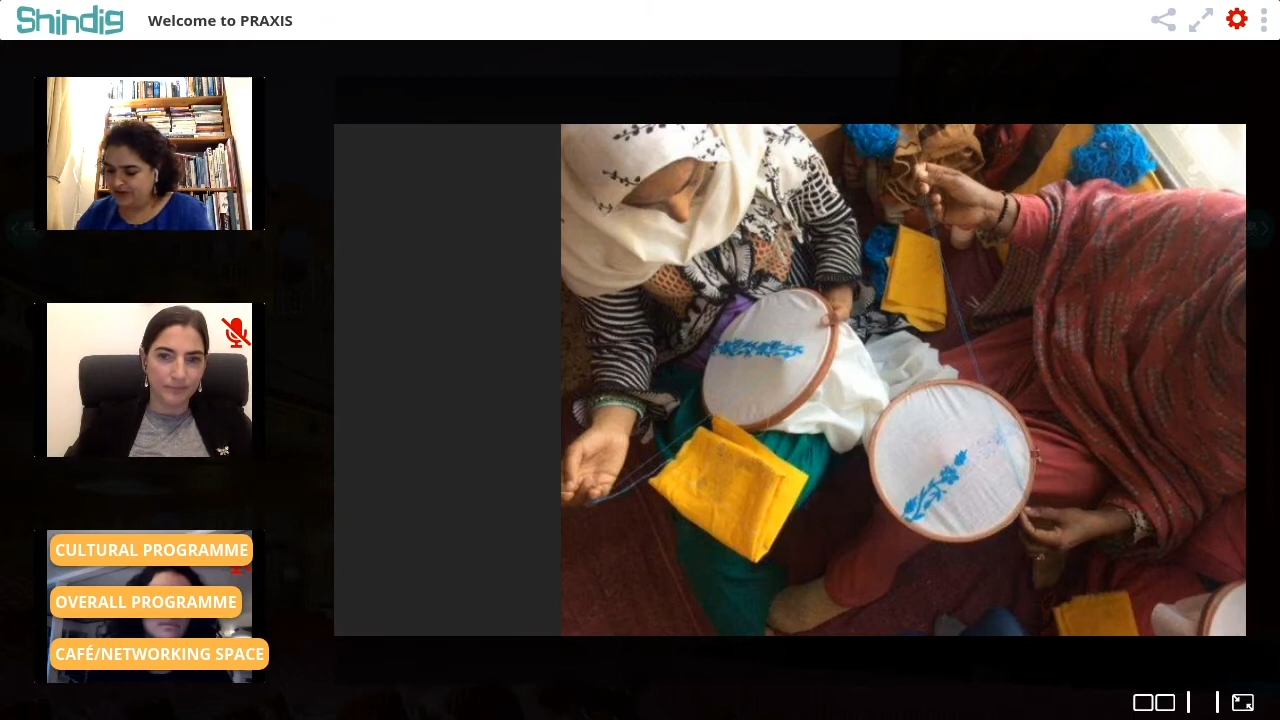 Shindig
Welcome to PRAXIS
CULTURAL PROGRAMME
OVERALL PROGRAMME
CAFÉ/NETWORKING SPACE